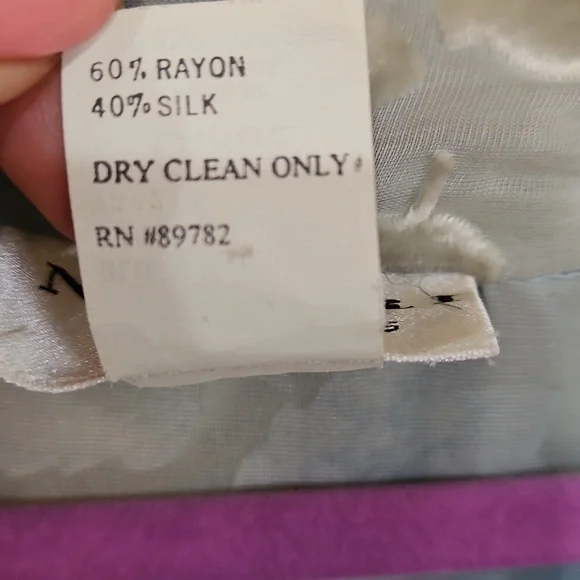 60% RAYON
40% SILK
DRY CLEAN ONLY
RN #89782